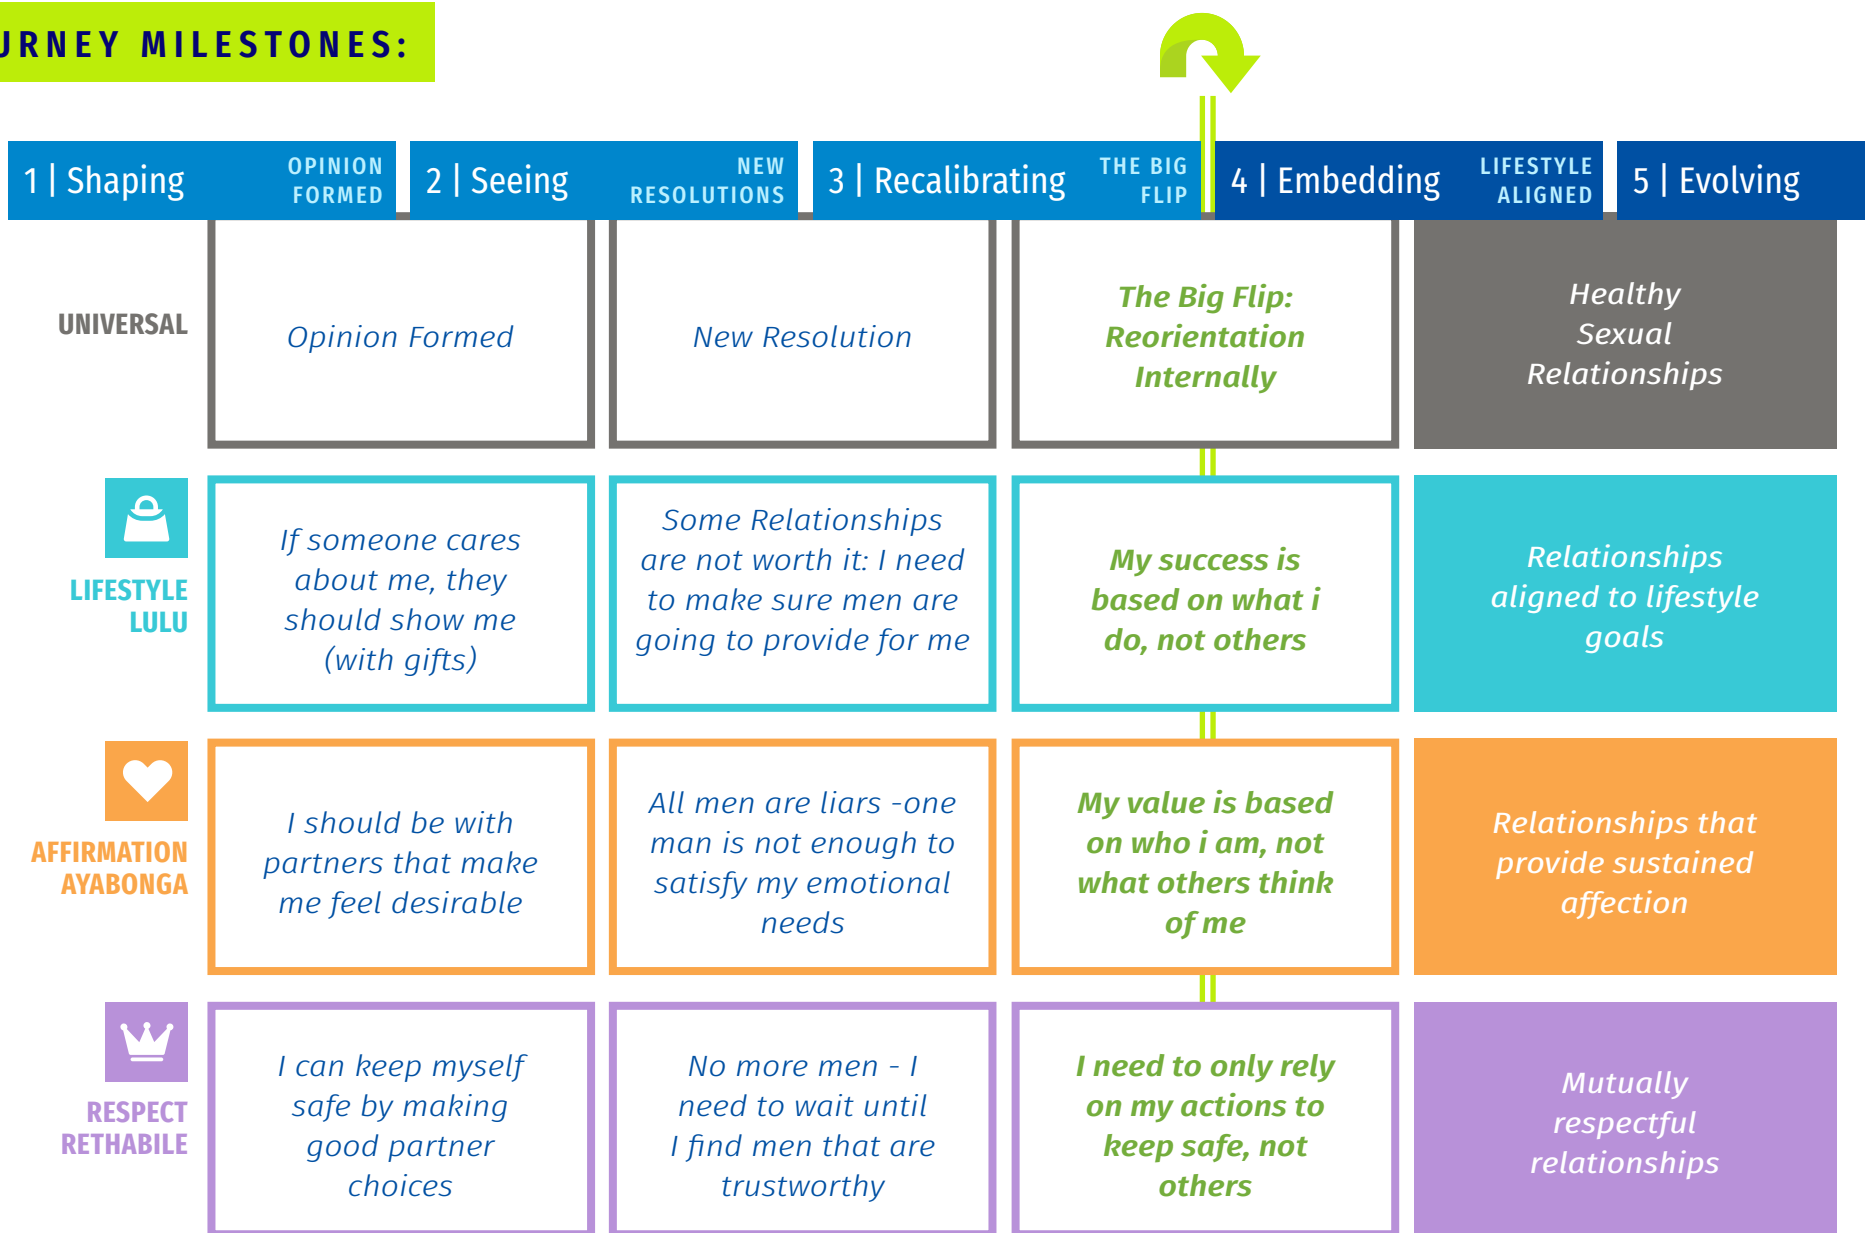 URNEY MILESTONES:
1 | Shaping
OPINION
FORMED
2 | Seeing
NEW
RESOLUTIONS
3 | Recalibrating
THE BIG
FLIP
4 | Embedding
LIFESTYLE
ALIGNED
5 | Evolving
UNIVERSAL
Opinion Formed
New Resolution
The Big Flip:
Reorientation
Internally
Healthy
Sexual
Relationships
LIFESTYLE
LULU
If someone cares
about me, they
should show me
(with gifts)
Some Relationships
are not worth it: I need
to make sure men are
going to provide for me
My success is
based on what i
do, not others
Relationships
aligned to lifestyle
goals
AFFIRMATION
AYABONGA
I should be with
partners that make
me feel desirable
All men are liars -one
man is not enough to
satisfy my emotional
needs
My value is based
on who i am, not
what others think
of me
Relationships that
provide sustained
affection
RESPECT
RETHABILE
I can keep myself
safe by making
good partner
choices
No more men - I
need to wait until
I find men that are
trustworthy
I need to only rely
on my actions to
keep safe, not
others
Mutually
respectful
relationships